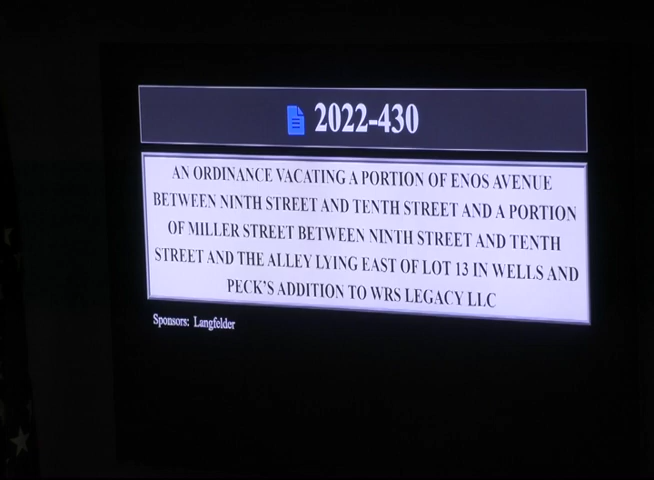 2022-430
AN ORDINANCE VACATING A PORTION OF ENOS AVENUE
BETWEEN NINTH STREET AND TENTH STREET AND A PORTION
OF MILLER STREET BETWEEN NINTH STREET AND TENTH
STREET AND THE ALLEY LYING EAST OF LOT 13 IN WELLS AND
PECK'S ADDITION TO WRS LEGACY LLC
Sponsors: Langfelder